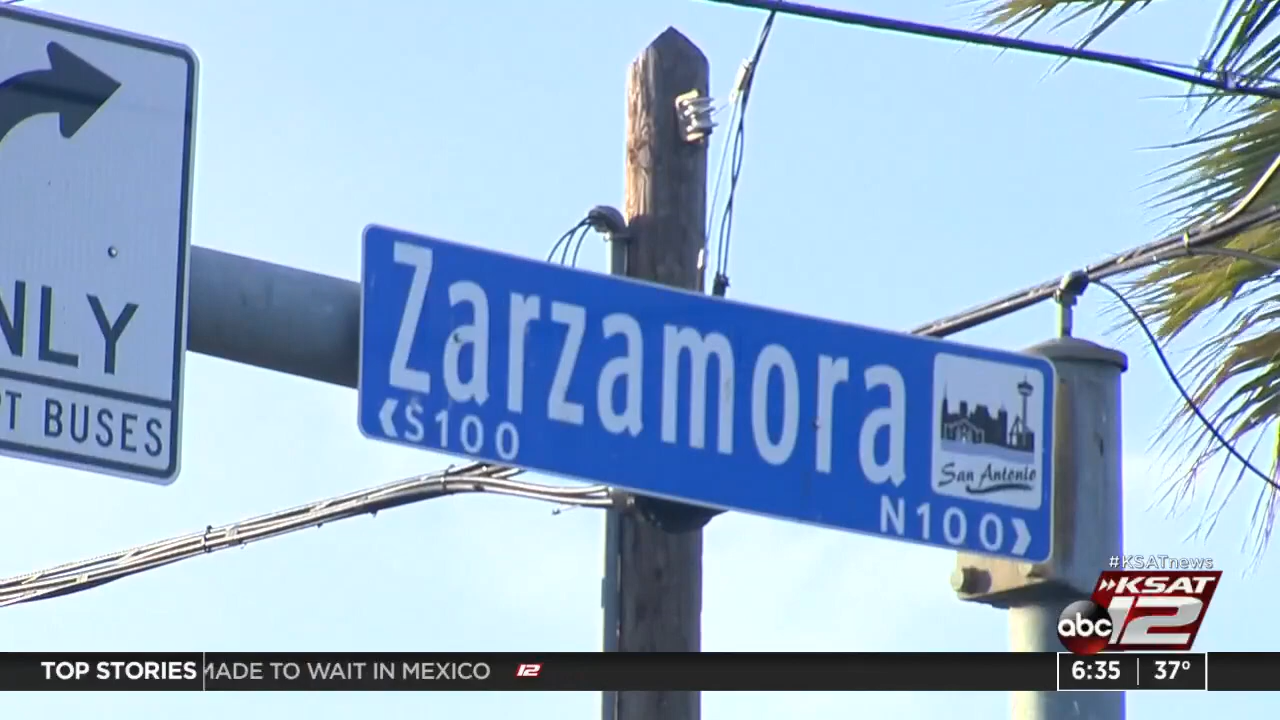 NLY
PT BUSES
Zarzamora
S100
San Antonio
N100
#KSATnews
KSAT
abc 12
TOP STORIES MADE TO WAIT IN MEXICO 12
6:35 37°